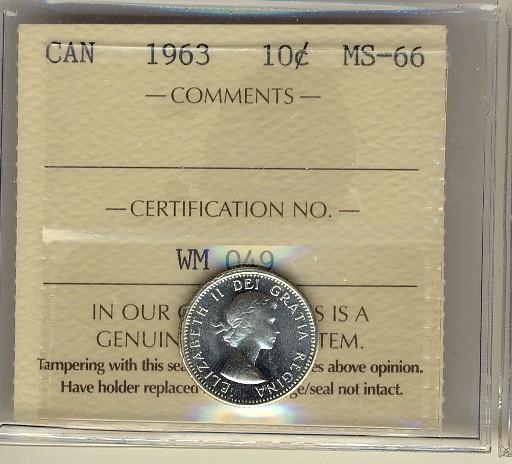 CAN 1963 10¢ MS-66
— COMMENTS —
— CERTIFICATION NO. —
WM 049
IN OUR S IS A
GENUIN TEM.
Tampering with this sea es above opinion.
Have holder replaced ge/seal not intact.
ELIZABETH II DEI GRATIA REGINA